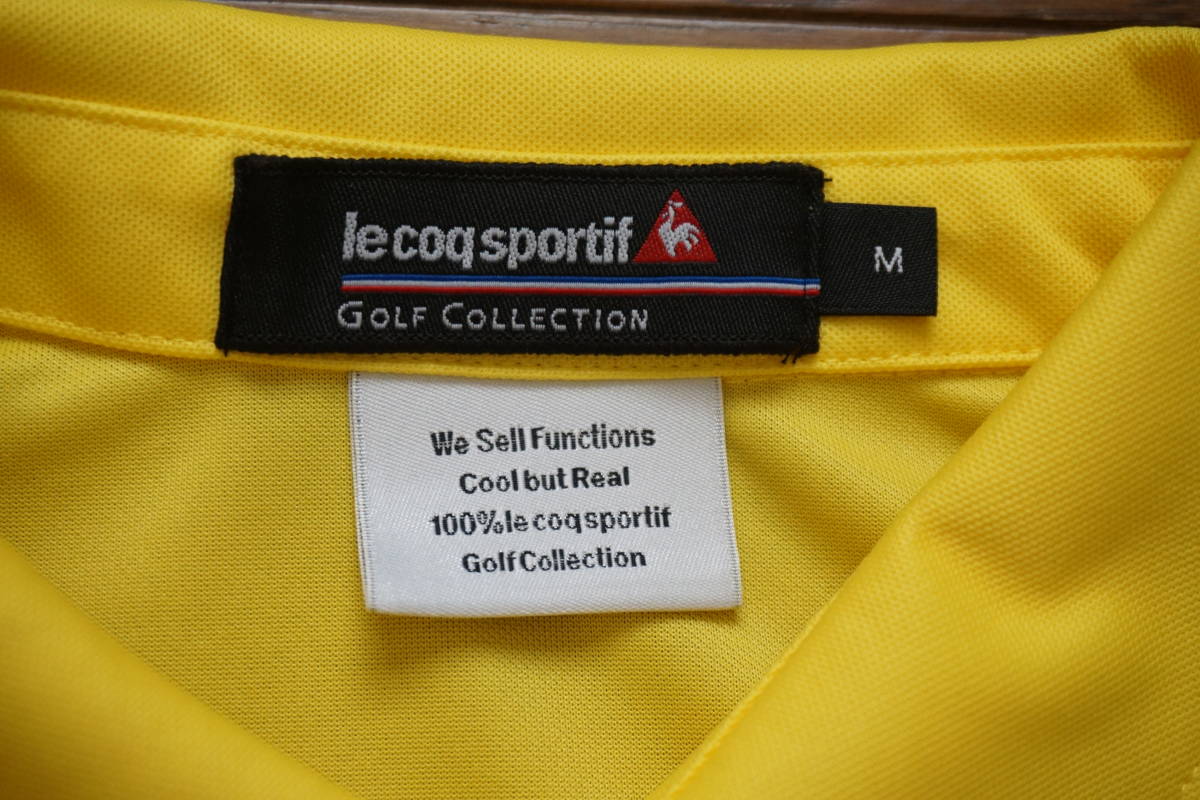 le coq sportif
GOLF COLLECTION
M
We Sell Functions
Cool but Real
100% le coq sportif
Golf Collection